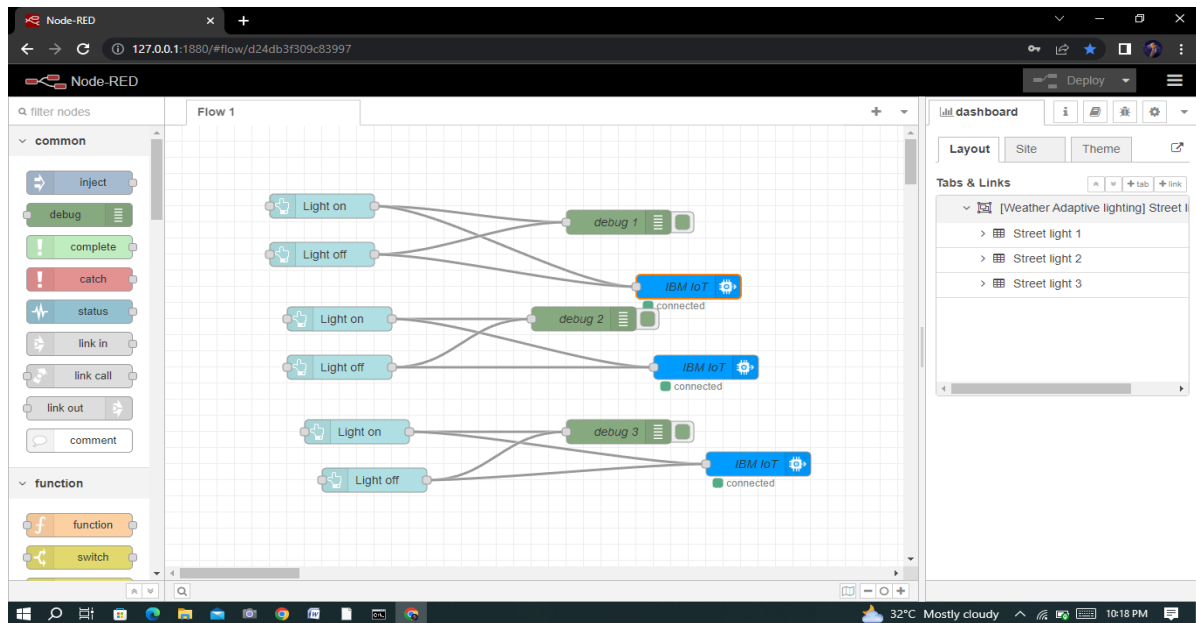 Node-RED
127.0.0.1:1880/#flow/d24db3f309c83997
Node-RED
Deploy
filter nodes
Flow 1
dashboard
i
common
inject
debug
complete
catch
status
link in
link call
link out
comment
function
function
switch
Light on
Light off
debug 1
IBM IoT
connected
Light on
debug 2
Light off
IBM IoT
connected
Light on
debug 3
Light off
IBM IoT
connected
Layout
Site
Theme
Tabs & Links
+ tab
+ link
[Weather Adaptive lighting] Street l
Street light 1
Street light 2
Street light 3
32°C Mostly cloudy
10:18 PM